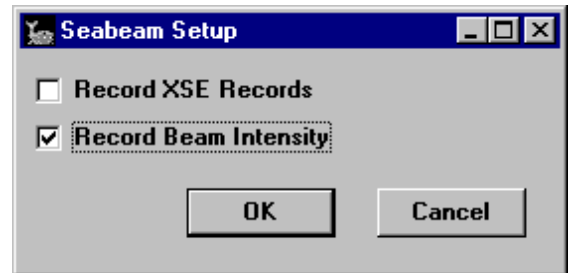 Seabeam Setup
Record XSE Records
Record Beam Intensity
OK Cancel